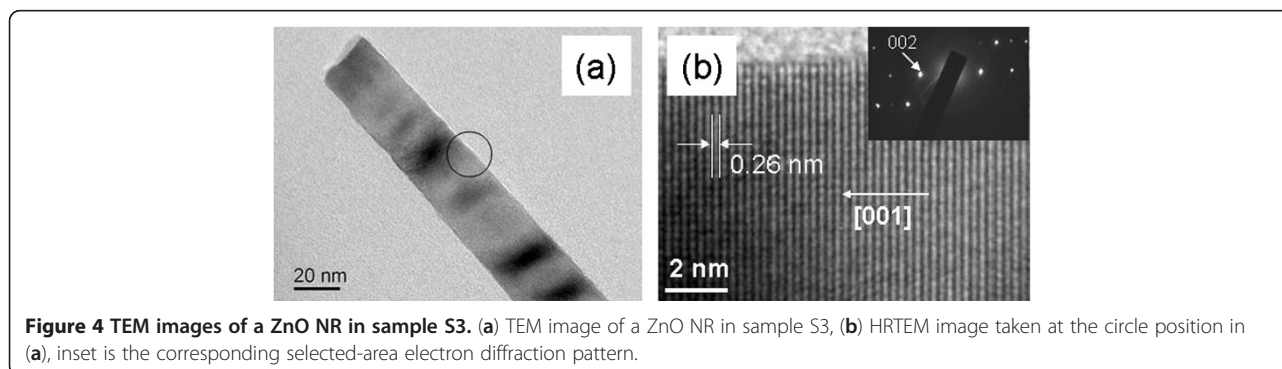 (a)
20 nm
(b)
002
0.26 nm
[001]
2 nm
Figure 4 TEM images of a ZnO NR in sample S3. (a) TEM image of a ZnO NR in sample S3, (b) HRTEM image taken at the circle position in
(a), inset is the corresponding selected-area electron diffraction pattern.